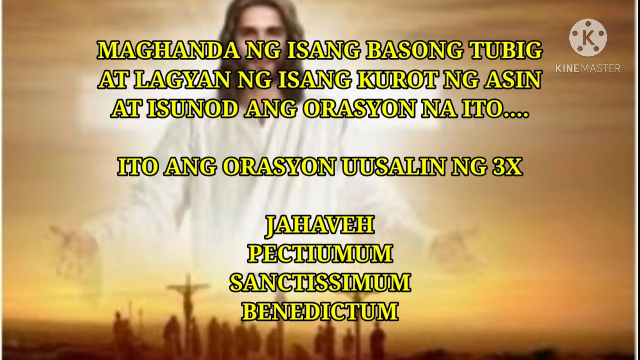 MAGHANDA NG ISANG BASONG TUBIG
AT LAGYAN NG ISANG KUROT NG ASIN
AT ISUNOD ANG ORASYON NA ITO....
ITO ANG ORASYON UUSALIN NG 3X
JAHAVEH
PECTIUMUM
SANCTISSIMUM
BENEDICTUM
K
KINEMASTER